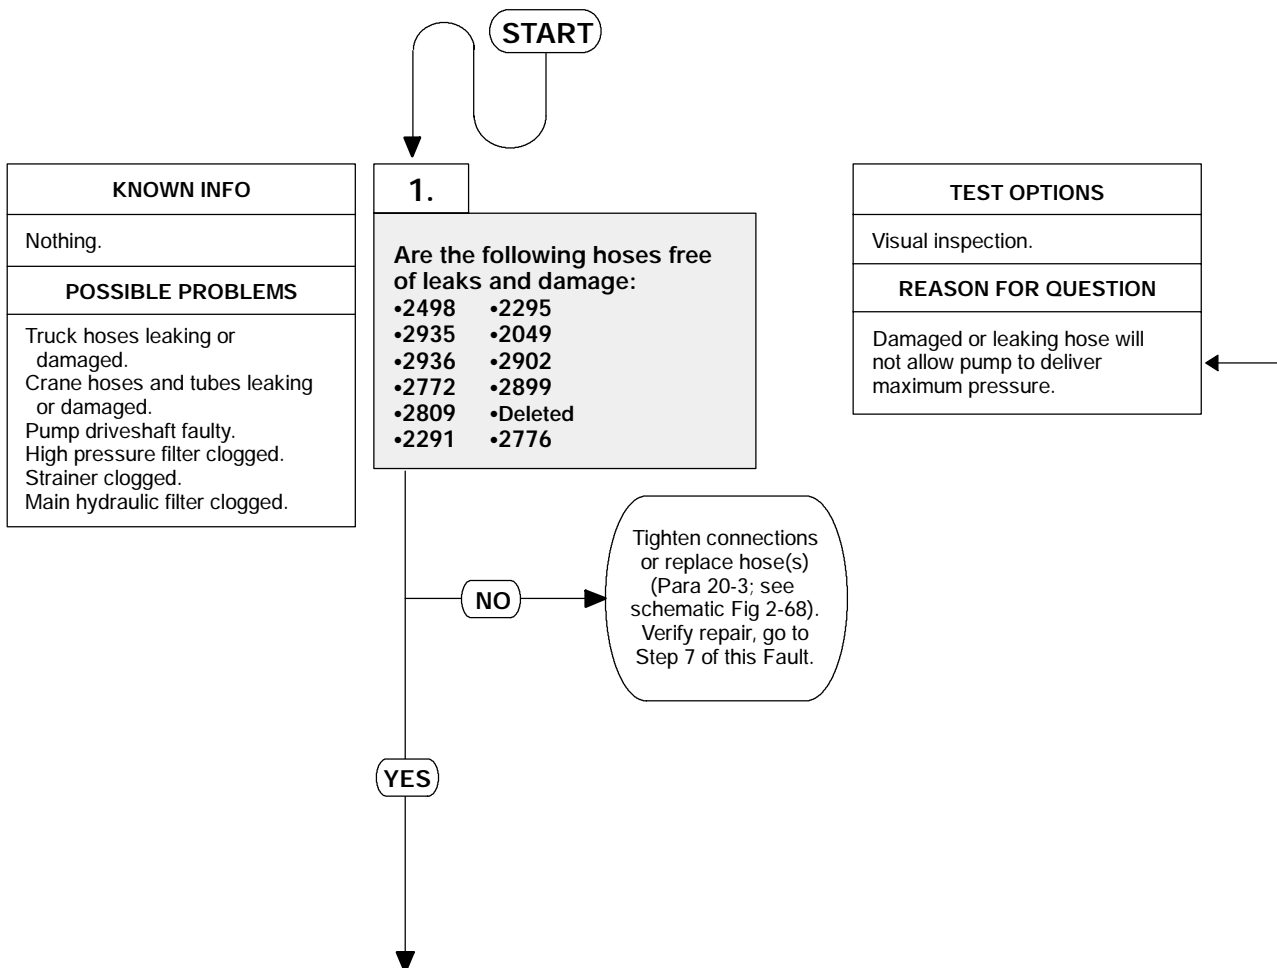 START
KNOWN INFO
Nothing.
POSSIBLE PROBLEMS
Truck hoses leaking or
damaged.
Crane hoses and tubes leaking
or damaged.
Pump driveshaft faulty.
High pressure filter clogged.
Strainer clogged.
Main hydraulic filter clogged.
1.
Are the following hoses free
of leaks and damage:
•2498 •2295
•2935 •2049
•2936 •2902
•2772 •2899
•2809 •Deleted
•2291 •2776
TEST OPTIONS
Visual inspection.
REASON FOR QUESTION
Damaged or leaking hose will
not allow pump to deliver
maximum pressure.
NO
Tighten connections
or replace hose(s)
(Para 20-3; see
schematic Fig 2-68).
Verify repair, go to
Step 7 of this Fault.
YES